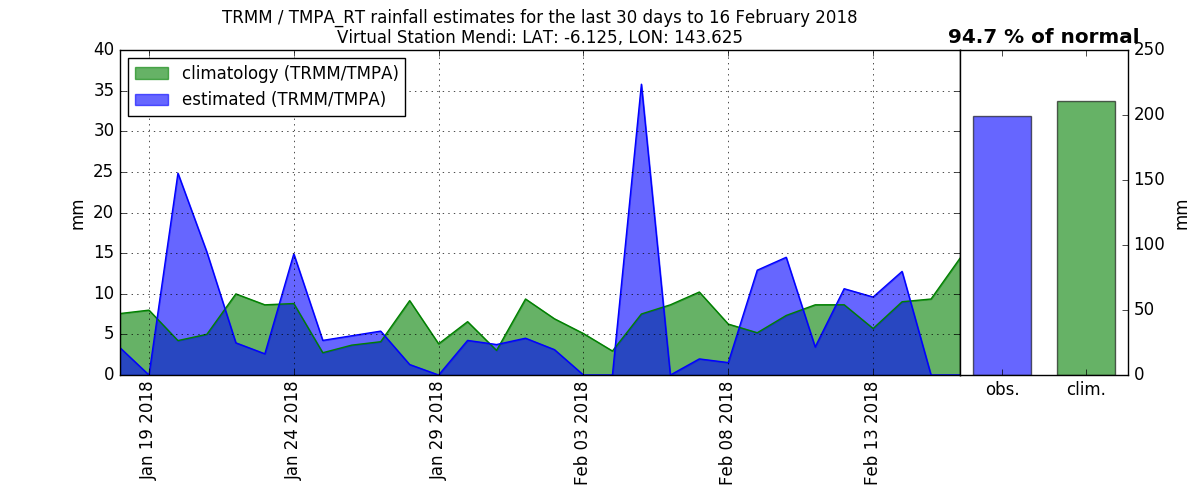 TRMM / TMPA_RT rainfall estimates for the last 30 days to 16 February 2018
Virtual Station Mendi: LAT: -6.125, LON: 143.625
94.7 % of normal
climatology (TRMM/TMPA)
estimated (TRMM/TMPA)
40
35
30
25
20
15
10
5
0
mm
Jan 19 2018
Jan 24 2018
Jan 29 2018
Feb 03 2018
Feb 08 2018
Feb 13 2018
obs.
clim.
250
200
150
100
50
0
mm